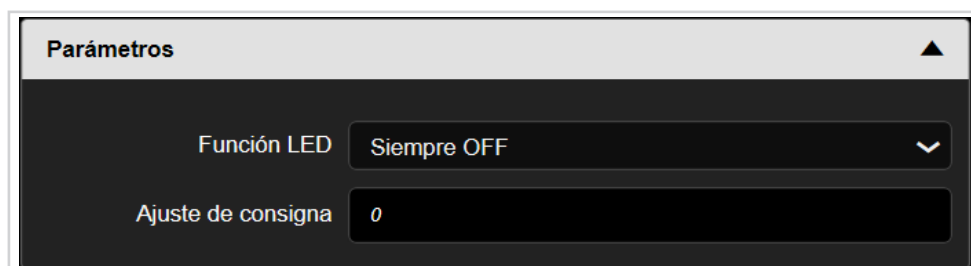 Parámetros
Función LED Siempre OFF
Ajuste de consigna 0